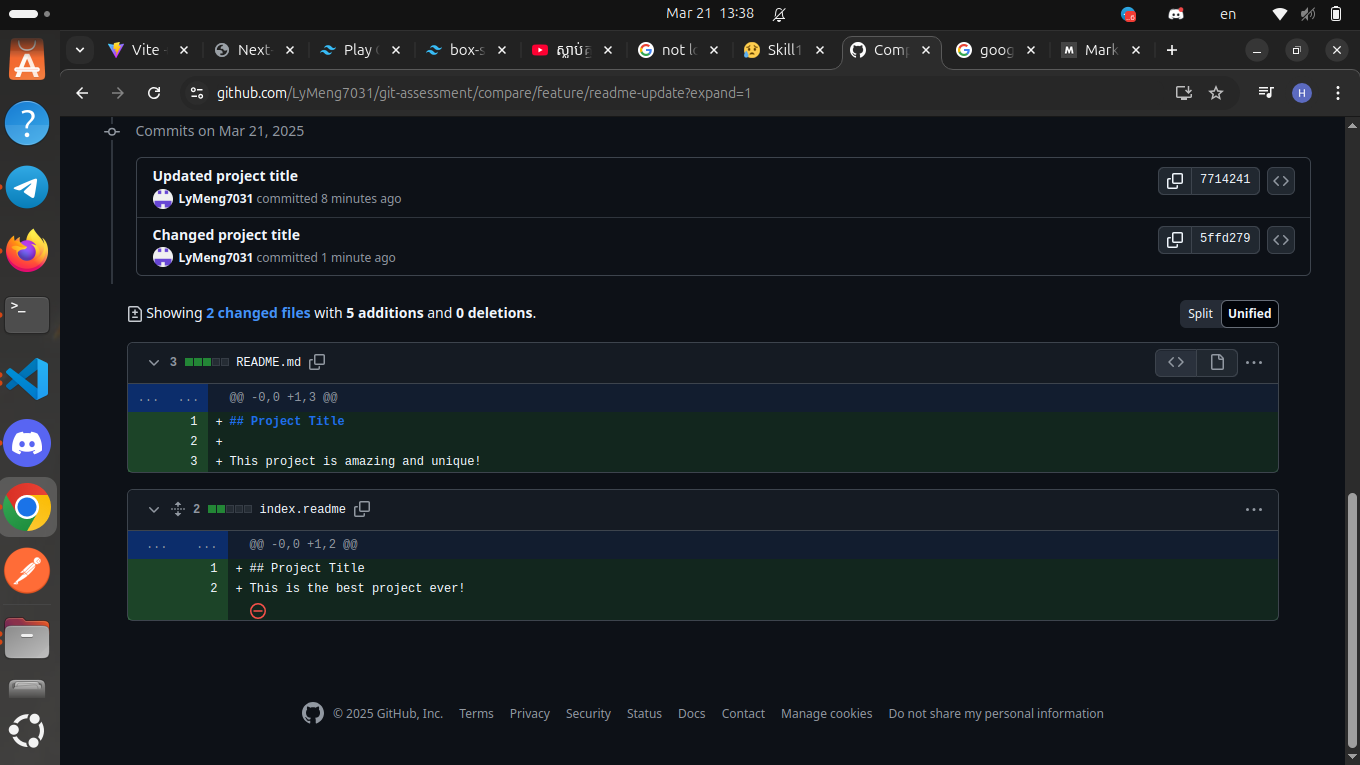 Mar 21 13:38
en
Vite -
Next-
Play
box-s
ស្ដាប់
not lo
Skill1
Comp
goog
Mark
github.com/LyMeng7031/git-assessment/compare/feature/readme-update?expand=1
H
Commits on Mar 21, 2025
Updated project title
7714241
LyMeng7031 committed 8 minutes ago
Changed project title
5ffd279
LyMeng7031 committed 1 minute ago
Showing 2 changed files with 5 additions and 0 deletions.
Split
Unified
3
README.md
... ... @@ -0,0 +1,3 @@
1 + ## Project Title
2 +
3 + This project is amazing and unique!
2
index.readme
... ... @@ -0,0 +1,2 @@
1 + ## Project Title
2 + This is the best project ever!
© 2025 GitHub, Inc. Terms Privacy Security Status Docs Contact Manage cookies Do not share my personal information